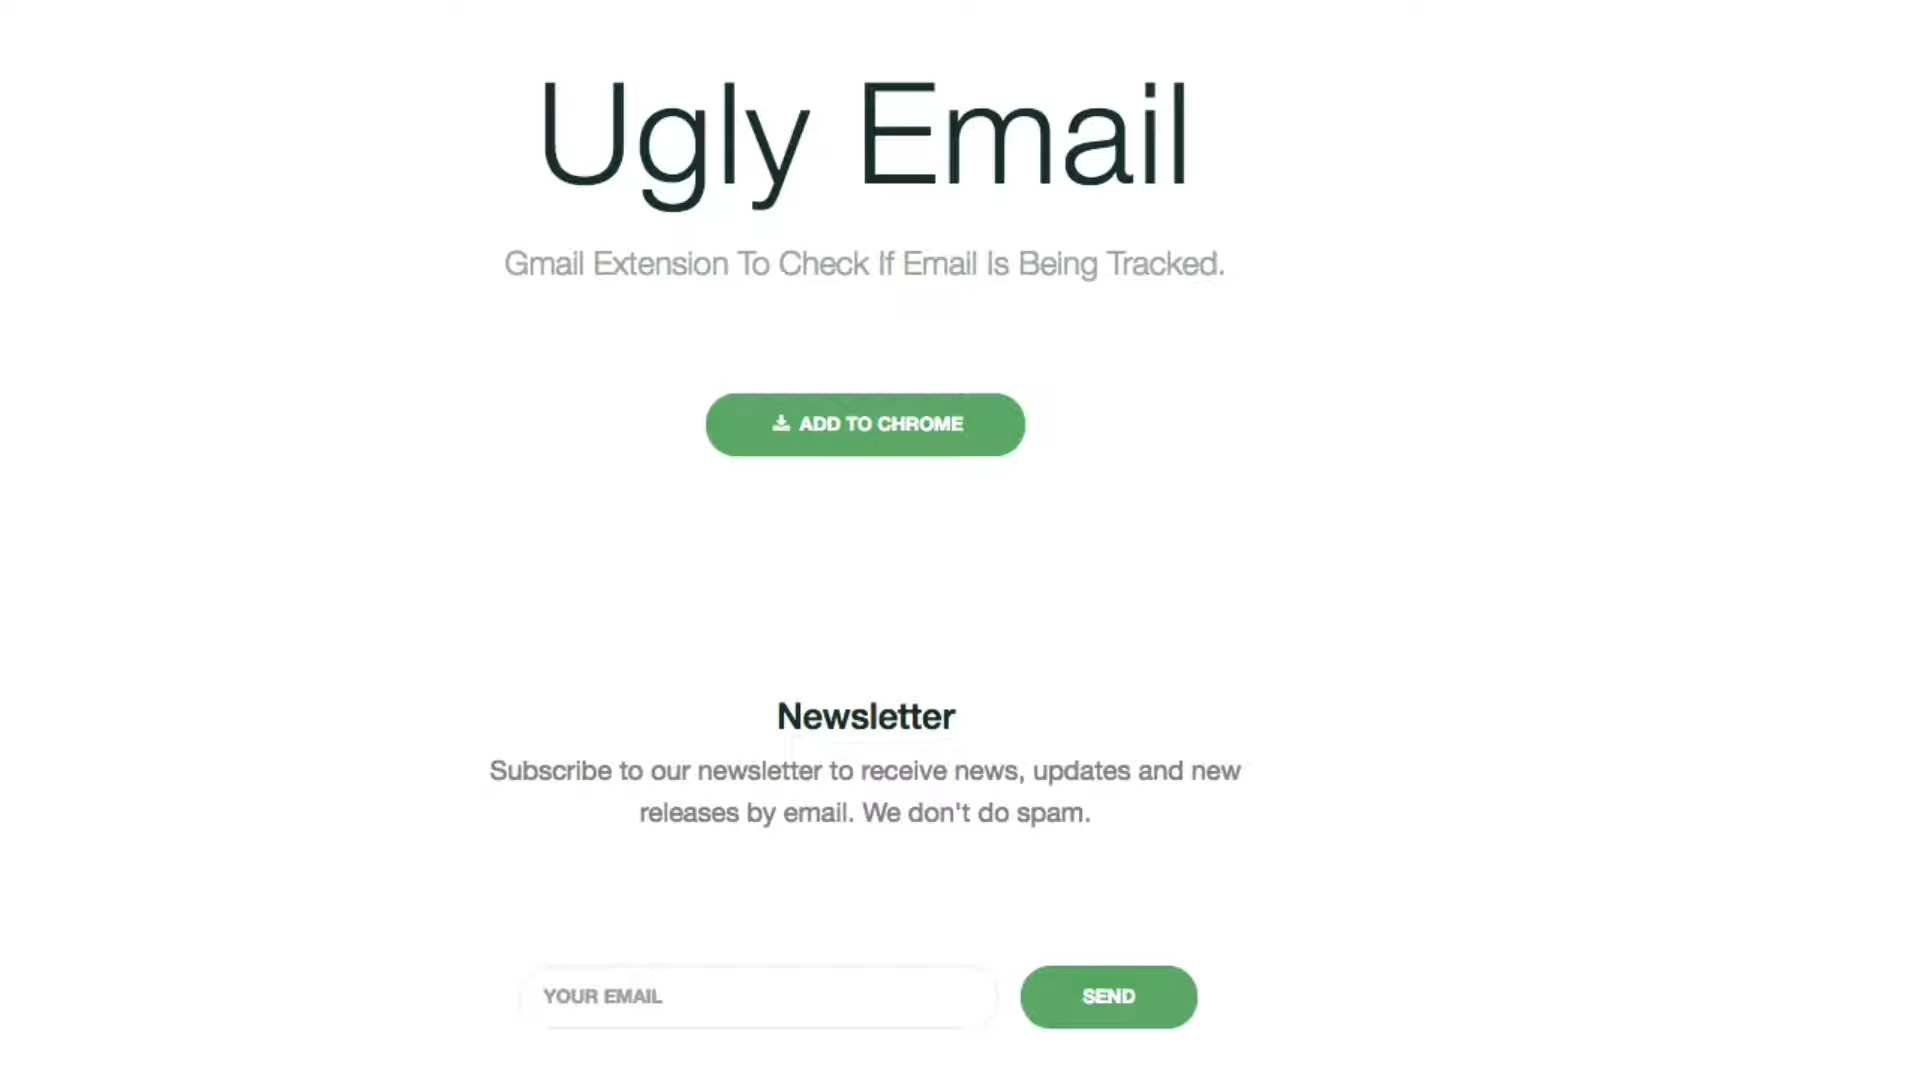 Ugly Email
Gmail Extension To Check If Email Is Being Tracked.
ADD TO CHROME
Newsletter
Subscribe to our newsletter to receive news, updates and new
releases by email. We don't do spam.
YOUR EMAIL
SEND